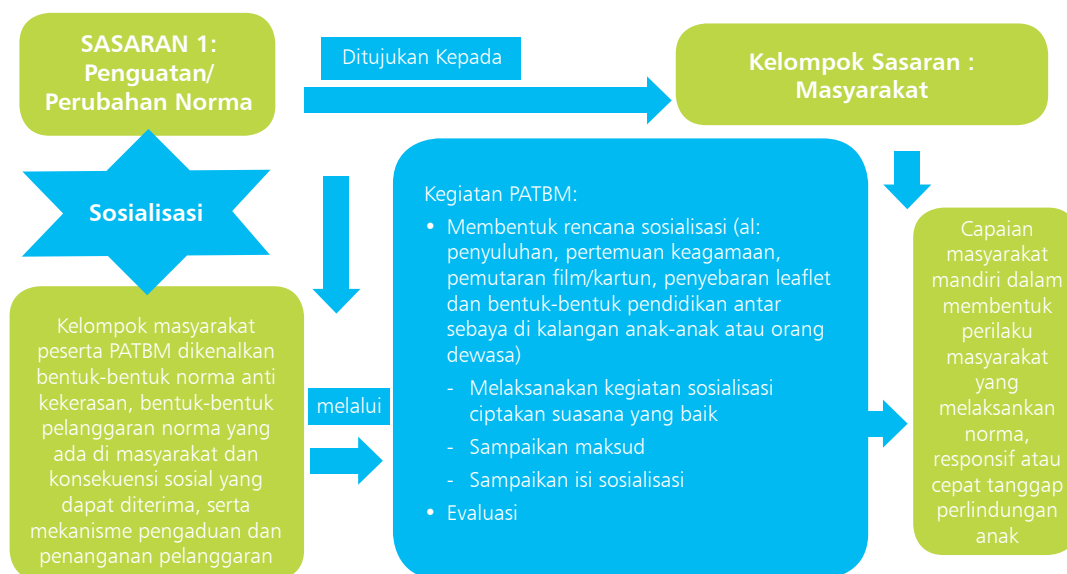 SASARAN 1:
Penguatan/
Perubahan Norma
Ditujukan Kepada
Kelompok Sasaran :
Masyarakat
Sosialisasi
Kelompok masyarakat
peserta PATBM dikenalkan
bentuk-bentuk norma anti
kekerasan, bentuk-bentuk
pelanggaran norma yang
ada di masyarakat dan
konsekuensi sosial yang
dapat diterima, serta
mekanisme pengaduan dan
penanganan pelanggaran
melalui
Kegiatan PATBM:
• Membentuk rencana sosialisasi (al:
penyuluhan, pertemuan keagamaan,
pemutaran film/kartun, penyebaran leaflet
dan bentuk-bentuk pendidikan antar
sebaya di kalangan anak-anak atau orang
dewasa)
- Melaksanakan kegiatan sosialisasi
ciptakan suasana yang baik
- Sampaikan maksud
- Sampaikan isi sosialisasi
• Evaluasi
Capaian
masyarakat
mandiri dalam
membentuk
perilaku
masyarakat
yang
melaksankan
norma,
responsif atau
cepat tanggap
perlindungan
anak